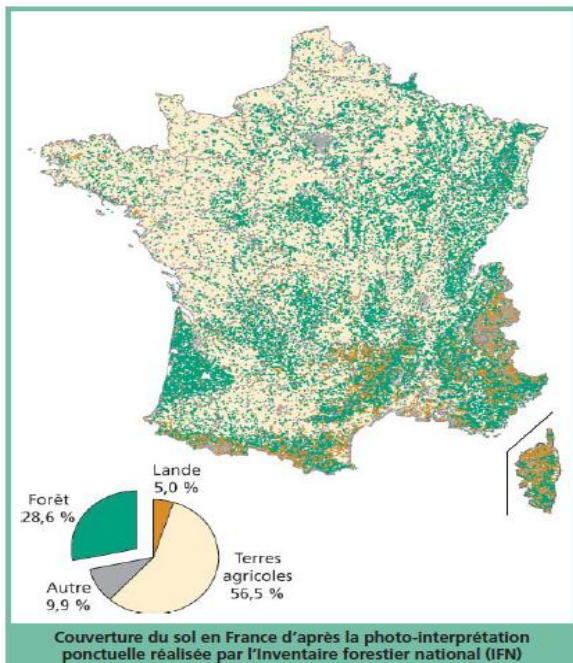 Lande
5,0 %
Forêt
28,6 %
Terres
agricoles
56,5 %
Autre
9,9 %
Couverture du sol en France d'après la photo-interprétation
ponctuelle réalisée par l'Inventaire forestier national (IFN)